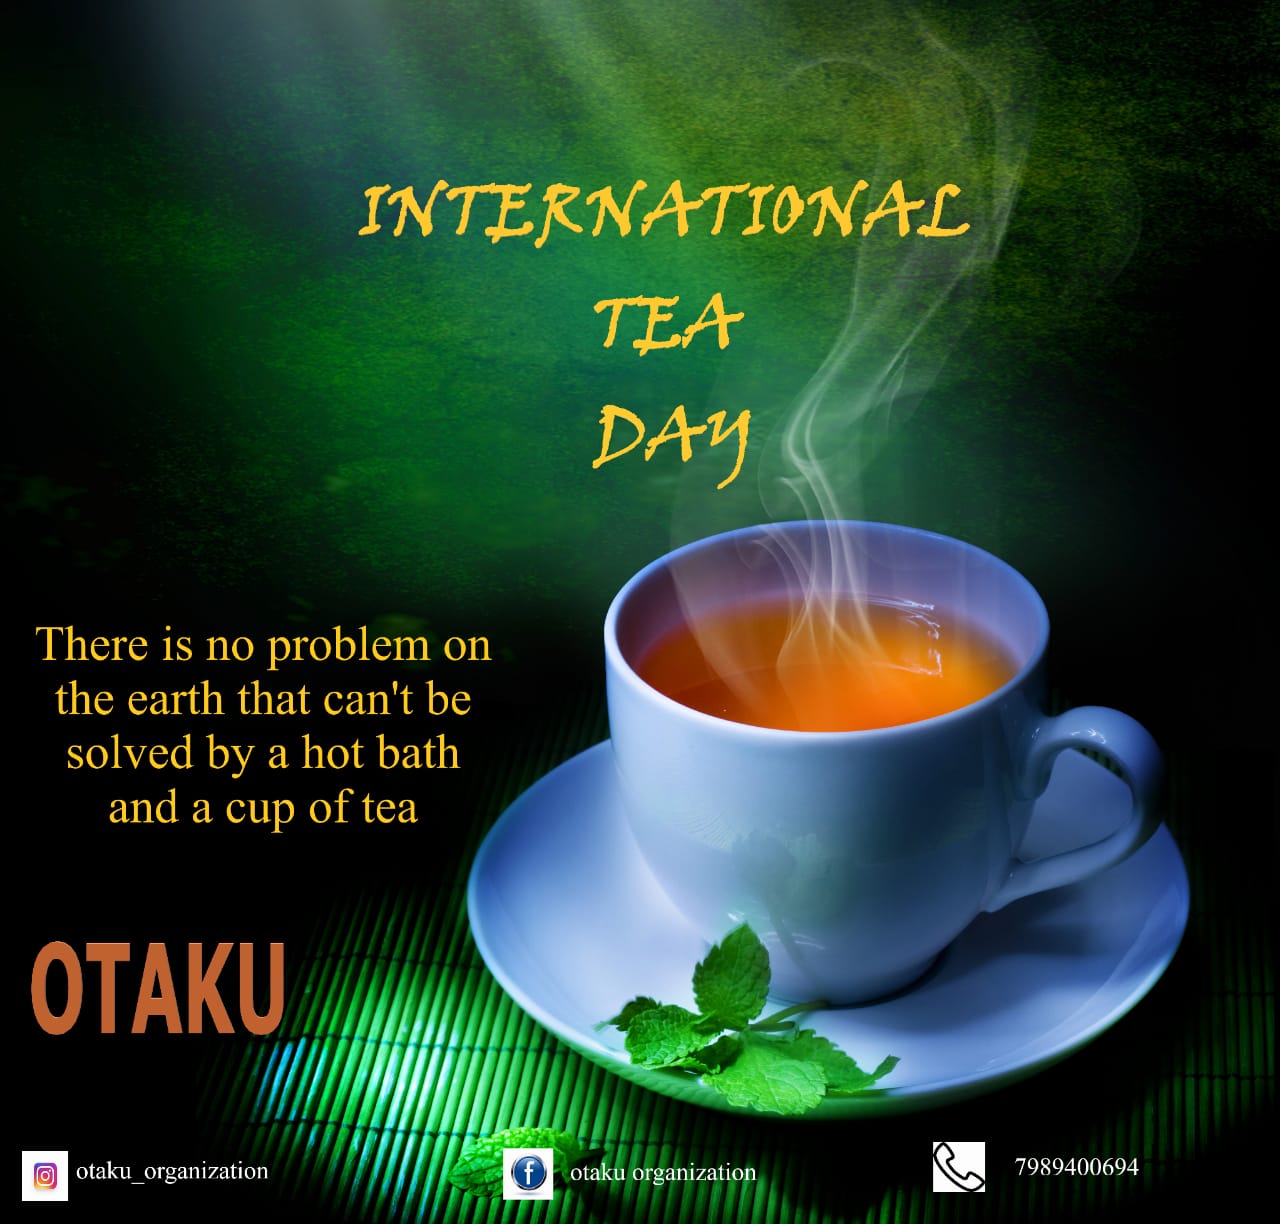 INTERNATIONAL
TEA
DAY
There is no problem on
the earth that can't be
solved by a hot bath
and a cup of tea
OTAKU
otaku_organization
otaku organization
7989400694